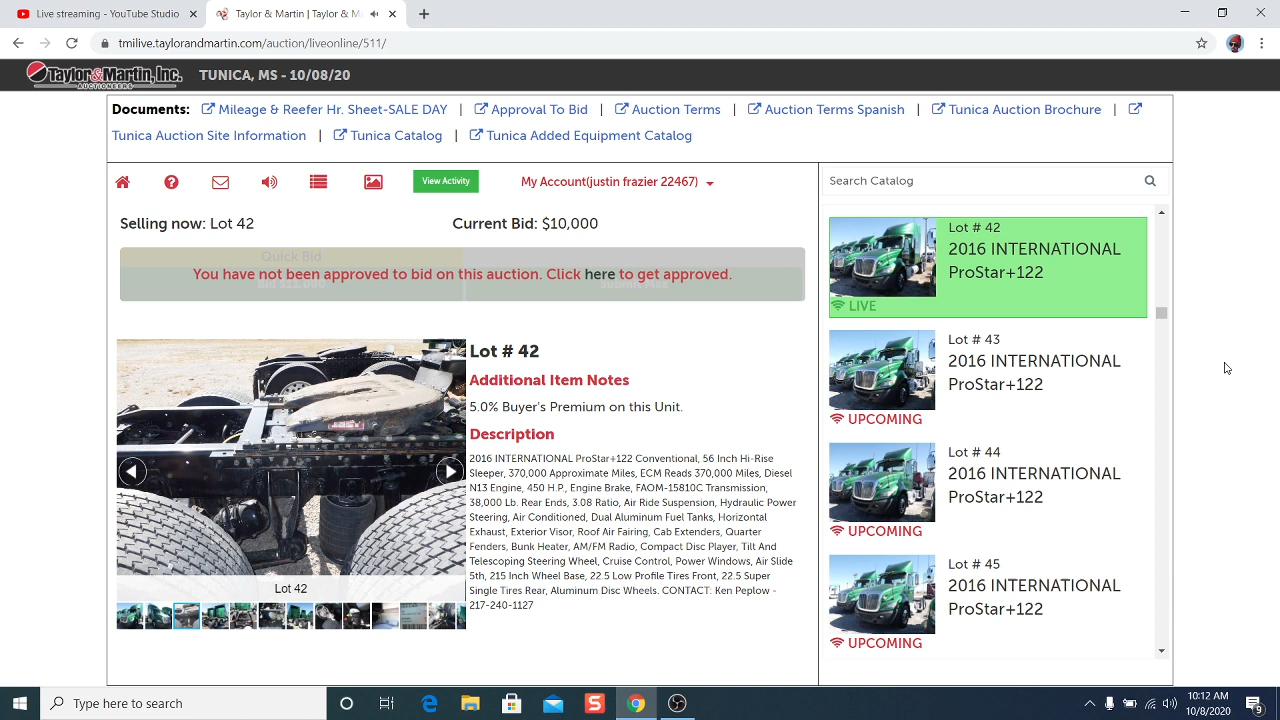 Live streaming - YouTube Studio
Taylor & Martin | Taylor & M
tmilive.taylorandmartin.com/auction/liveonline/511/
Taylor & Martin, Inc.
AUCTIONEERS
TUNICA, MS - 10/08/20
Documents: Mileage & Reefer Hr. Sheet-SALE DAY | Approval To Bid | Auction Terms | Auction Terms Spanish | Tunica Auction Brochure |
Tunica Auction Site Information | Tunica Catalog | Tunica Added Equipment Catalog
View Activity
My Account(justin frazier 22467)
Search Catalog
Selling now: Lot 42
Current Bid: $10,000
Quick Bid
You have not been approved to bid on this auction. Click here to get approved.
Lot 42
Lot # 42
Additional Item Notes
5.0% Buyer's Premium on this Unit.
Description
2016 INTERNATIONAL ProStar+122 Conventional, 56 Inch Hi-Rise
Sleeper, 370,000 Approximate Miles, ECM Reads 370,000 Miles, Diesel
N13 Engine, 450 H.P., Engine Brake, FAOM-15810C Transmission,
38,000 Lb. Rear Ends, 3.08 Ratio, Air Ride Suspension, Hydraulic Power
Steering, Air Conditioned, Dual Aluminum Fuel Tanks, Horizontal
Exhaust, Exterior Visor, Roof Air Fairing, Cab Extenders, Quarter
Fenders, Bunk Heater, AM/FM Radio, Compact Disc Player, Tilt And
Telescoping Steering Wheel, Cruise Control, Power Windows, Air Slide
5th, 215 Inch Wheel Base, 22.5 Low Profile Tires Front, 22.5 Super
Single Tires Rear, Aluminum Disc Wheels. CONTACT: Ken Peplow -
217-240-1127
Lot # 42
2016 INTERNATIONAL
ProStar+122
LIVE
Lot # 43
2016 INTERNATIONAL
ProStar+122
UPCOMING
Lot # 44
2016 INTERNATIONAL
ProStar+122
UPCOMING
Lot # 45
2016 INTERNATIONAL
ProStar+122
UPCOMING
Type here to search
10:12 AM
10/8/2020
9